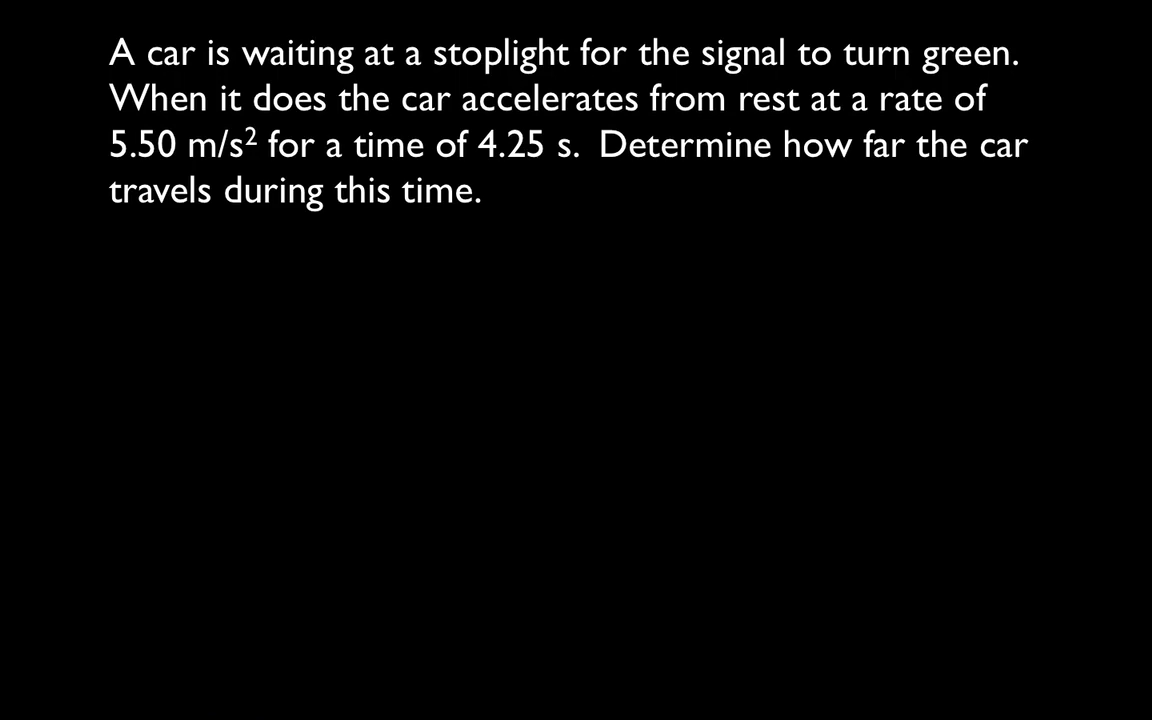 A car is waiting at a stoplight for the signal to turn green.
When it does the car accelerates from rest at a rate of
5.50 m/s² for a time of 4.25 s.  Determine how far the car
travels during this time.